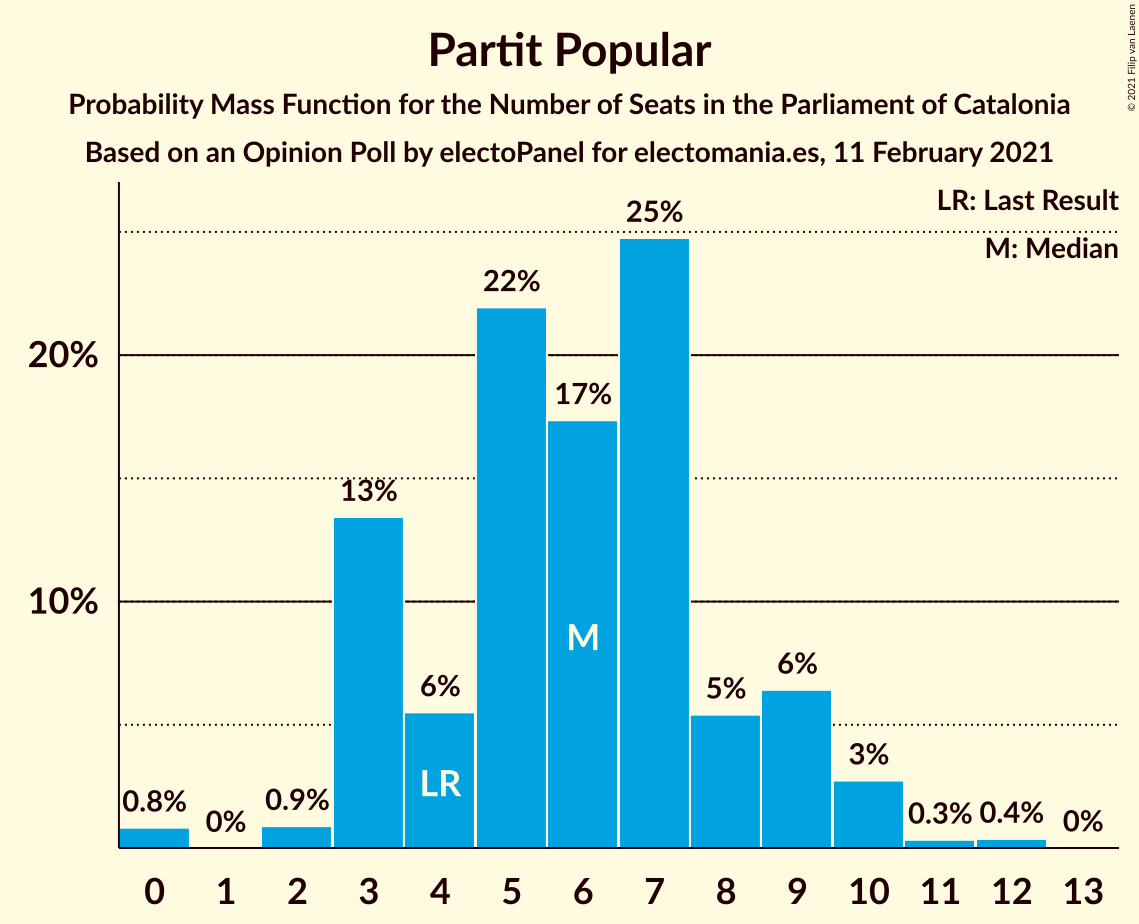 Partit Popular
Probability Mass Function for the Number of Seats in the Parliament of Catalonia
Based on an Opinion Poll by electoPanel for electomania.es, 11 February 2021
© 2021 Filip van Laenen
LR: Last Result
M: Median
25%
22%
20%
17%
13%
10%
M
6%
6%
5%
3%
LR
0.8%
0%
0.9%
0.3%
0.4%
0%
0 1 2 3 4 5 6 7 8 9 10 11 12 13